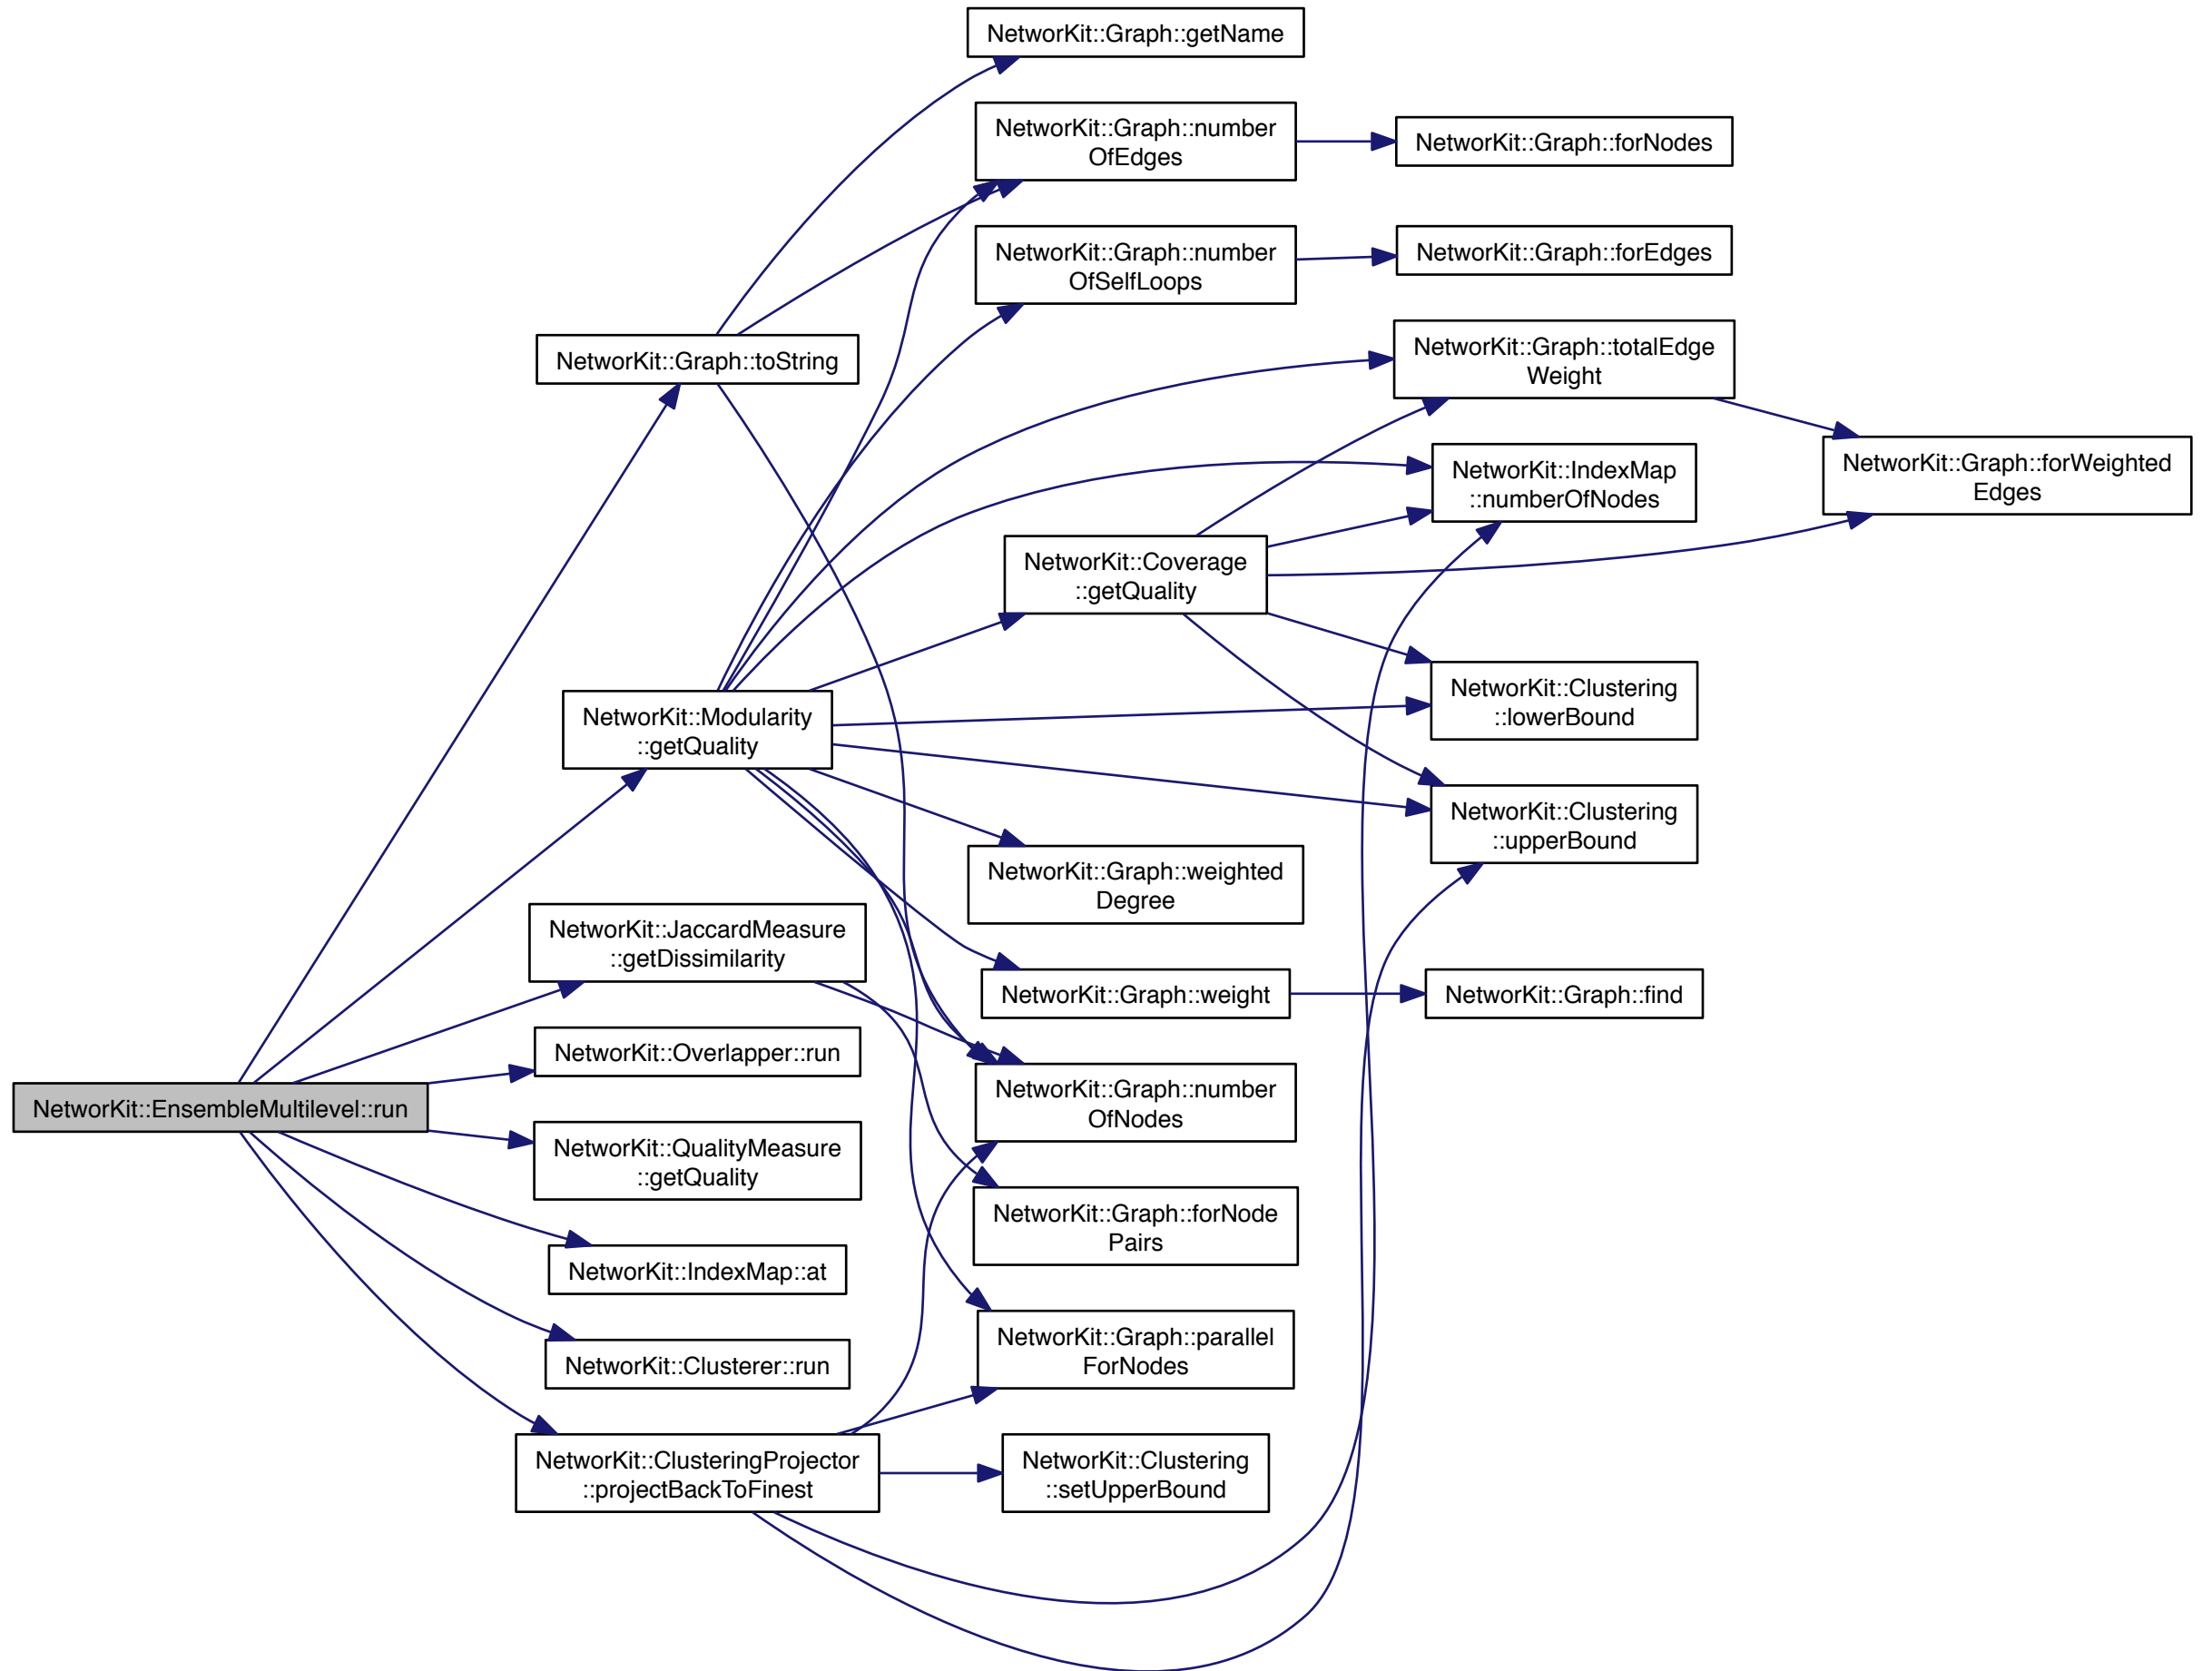 NetworKit::Graph::getName
NetworKit::Graph::number
OfEdges
NetworKit::Graph::forNodes
NetworKit::Graph::number
OfSelfLoops
NetworKit::Graph::forEdges
NetworKit::Graph::toString
NetworKit::Graph::totalEdge
Weight
NetworKit::IndexMap
::numberOfNodes
NetworKit::Graph::forWeighted
Edges
NetworKit::Coverage
::getQuality
NetworKit::Modularity
::getQuality
NetworKit::Clustering
::lowerBound
NetworKit::Clustering
::upperBound
NetworKit::Graph::weighted
Degree
NetworKit::JaccardMeasure
::getDissimilarity
NetworKit::Graph::weight
NetworKit::Graph::find
NetworKit::Overlapper::run
NetworKit::EnsembleMultilevel::run
NetworKit::Graph::number
OfNodes
NetworKit::QualityMeasure
::getQuality
NetworKit::Graph::forNode
Pairs
NetworKit::IndexMap::at
NetworKit::Graph::parallel
ForNodes
NetworKit::Clusterer::run
NetworKit::ClusteringProjector
::projectBackToFinest
NetworKit::Clustering
::setUpperBound